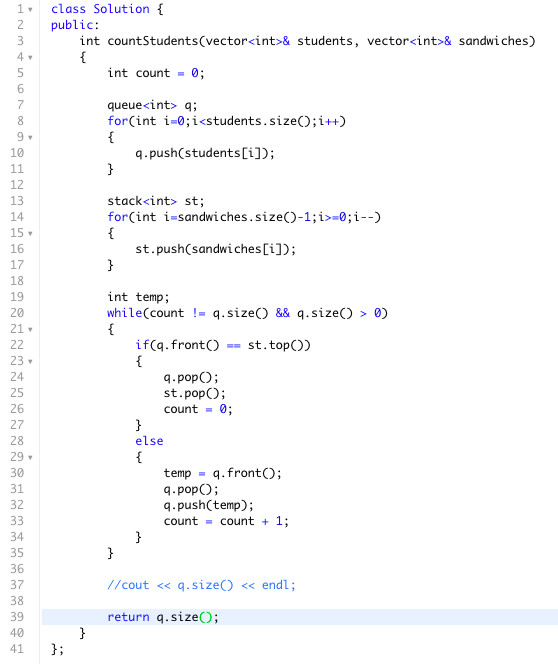 1 class Solution {
2 public:
3     int countStudents(vector<int>& students, vector<int>& sandwiches)
4     {
5         int count = 0;
6
7         queue<int> q;
8         for(int i=0;i<students.size();i++)
9         {
10             q.push(students[i]);
11         }
12
13         stack<int> st;
14         for(int i=sandwiches.size()-1;i>=0;i--)
15         {
16             st.push(sandwiches[i]);
17         }
18
19         int temp;
20         while(count != q.size() && q.size() > 0)
21         {
22             if(q.front() == st.top())
23             {
24                 q.pop();
25                 st.pop();
26                 count = 0;
27             }
28             else
29             {
30                 temp = q.front();
31                 q.pop();
32                 q.push(temp);
33                 count = count + 1;
34             }
35         }
36
37         //cout << q.size() << endl;
38
39         return q.size();
40     }
41 };